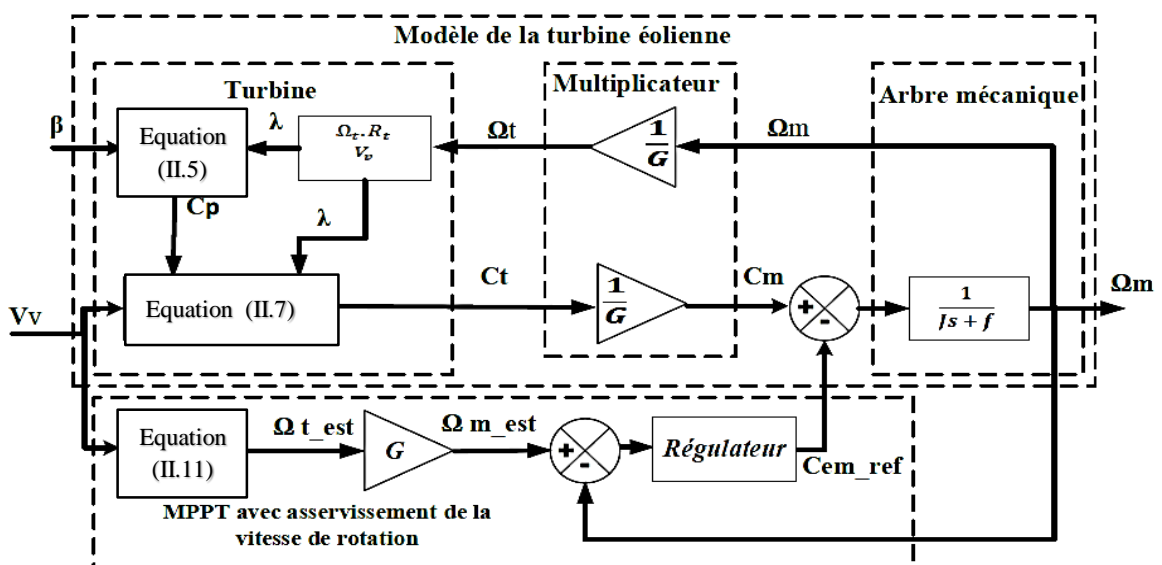 Modèle de la turbine éolienne
Turbine
Multiplicateur
Arbre mécanique
β
Equation
(II.5)
λ
Ωt.Rt
Vv
Ωt
1
G
Ωm
Cp
λ
Equation (II.7)
Ct
1
G
Cm
+
-
1
Js + f
Ωm
Vv
Equation
(II.11)
Ω t_est
G
Ω m_est
+
-
Régulateur
Cem_ref
MPPT avec asservissement de la
vitesse de rotation